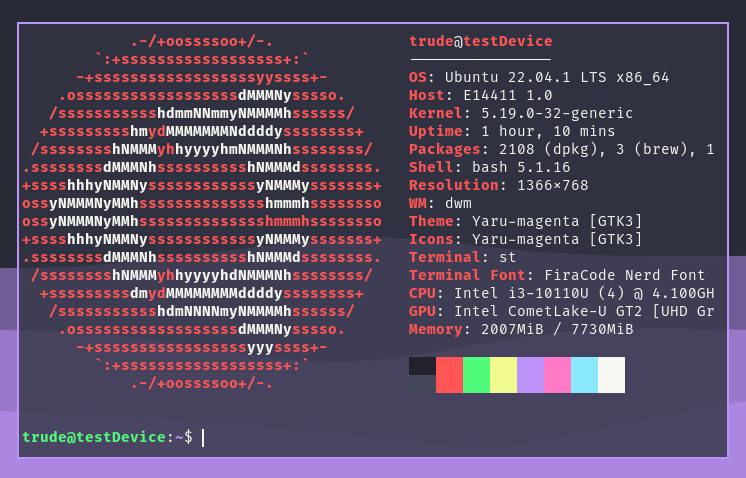 .-/+oossssoo+/-.
        `:+ssssssssssssssssss+:`
      -+ssssssssssssssssssyyssss+-
    .ossssssssssssssssssdMMMNysssso.
   /ssssssssssshdmmNNmmyNMMMMhssssss/
  +ssssssssshmydMMMMMMMNddddyssssssss+
 /sssssssshNMMMyhhyyyyhmNMMMNhssssssss/
.ssssssssdMMMNhsssssssssshNMMMdssssssss.
+sssshhhyNMMNyssssssssssssyNMMMysssssss+
ossyNMMMNyMMhsssssssssssssshmmmhssssssso
ossyNMMMNyMMhsssssssssssssshmmmhssssssso
+sssshhhyNMMNyssssssssssssyNMMMysssssss+
.ssssssssdMMMNhsssssssssshNMMMdssssssss.
 /sssssssshNMMMyhhyyyyhdNMMMNhssssssss/
  +sssssssssdmydMMMMMMMMddddyssssssss+
   /ssssssssssshdmNNNNmyNMMMMhssssss/
    .ossssssssssssssssssdMMMNysssso.
      -+sssssssssssssssssyyyssss+-
        `:+ssssssssssssssssss+:`
            .-/+oossssoo+/-.
trude@testDevice
----------------
OS: Ubuntu 22.04.1 LTS x86_64
Host: E14411 1.0
Kernel: 5.19.0-32-generic
Uptime: 1 hour, 10 mins
Packages: 2108 (dpkg), 3 (brew), 1
Shell: bash 5.1.16
Resolution: 1366×768
WM: dwm
Theme: Yaru-magenta [GTK3]
Icons: Yaru-magenta [GTK3]
Terminal: st
Terminal Font: FiraCode Nerd Font
CPU: Intel i3-10110U (4) @ 4.100GH
GPU: Intel CometLake-U GT2 [UHD Gr
Memory: 2007MiB / 7730MiB
trude@testDevice:~$